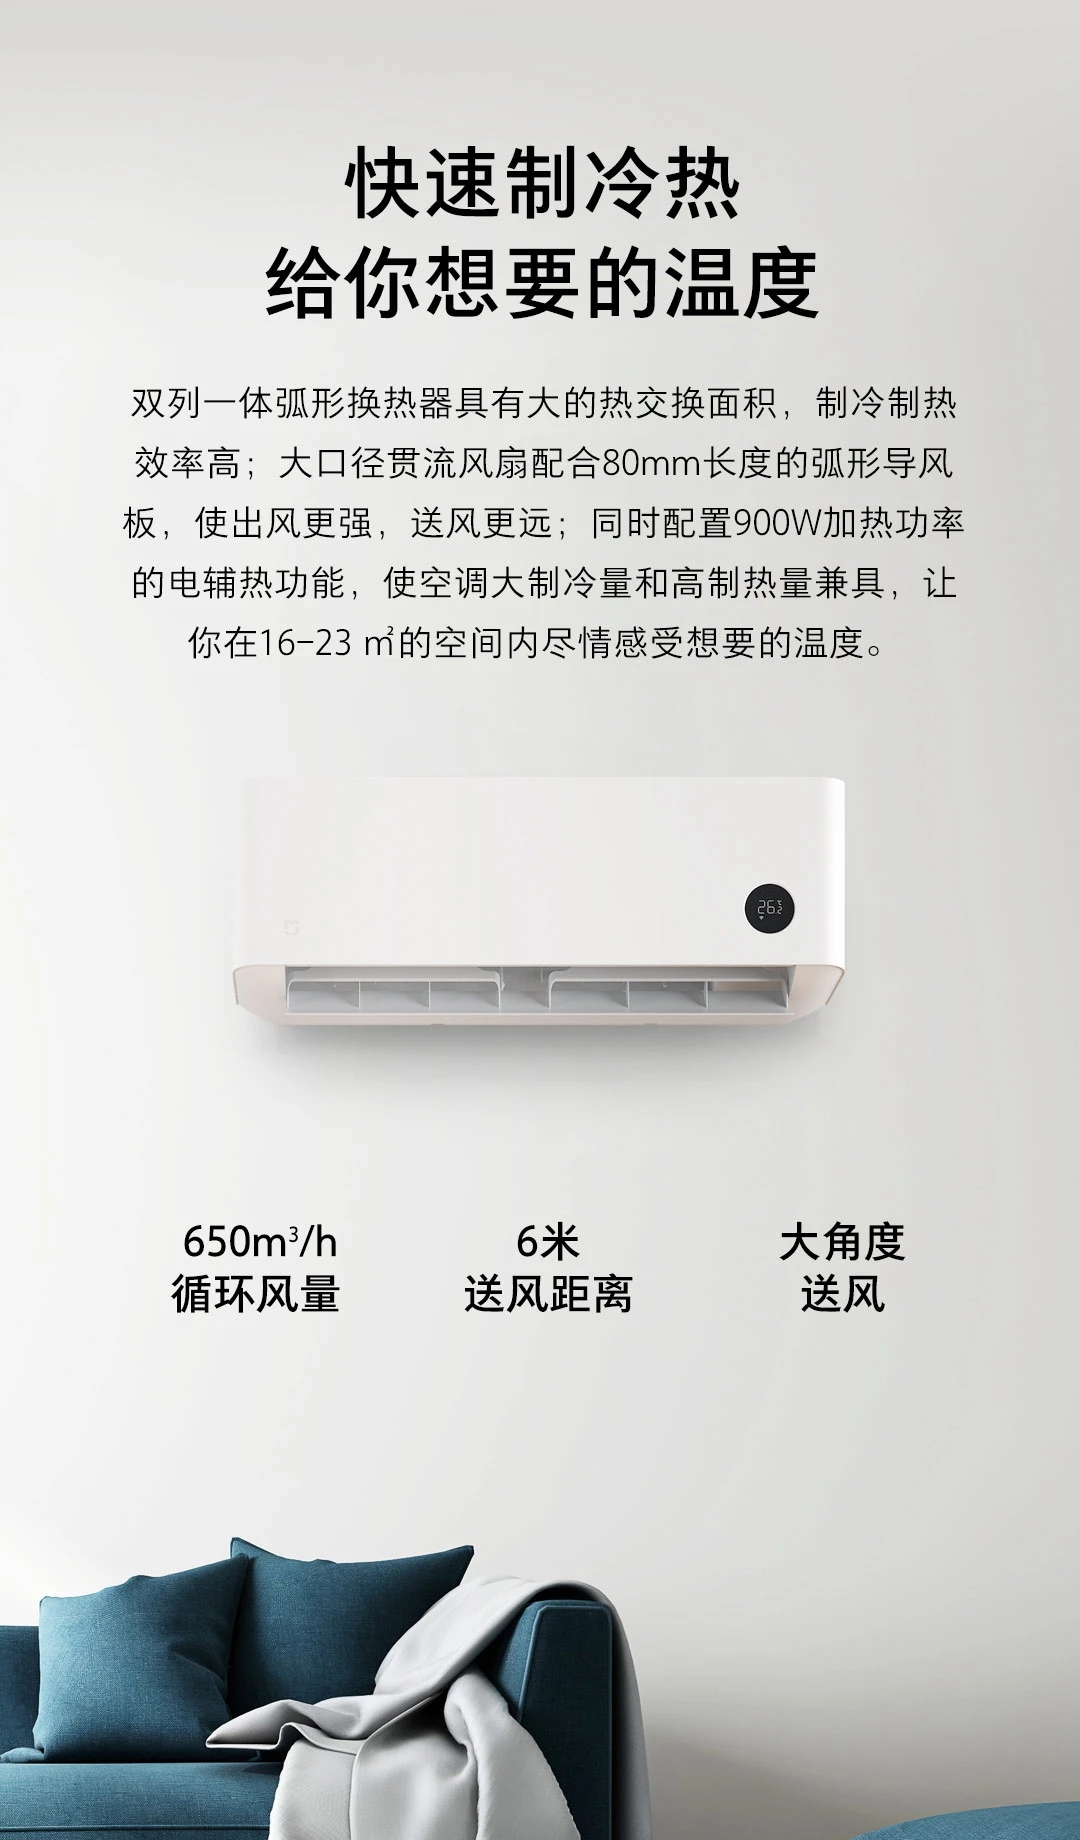 快速制冷热
给你想要的温度
双列一体弧形换热器具有大的热交换面积，制冷制热
效率高；大口径贯流风扇配合80mm长度的弧形导风
板，使出风更强，送风更远；同时配置900W加热功率
的电辅热功能，使空调大制冷量和高制热量兼具，让
你在16-23 ㎡的空间内尽情感受想要的温度。
650m³/h
循环风量
6米
送风距离
大角度
送风